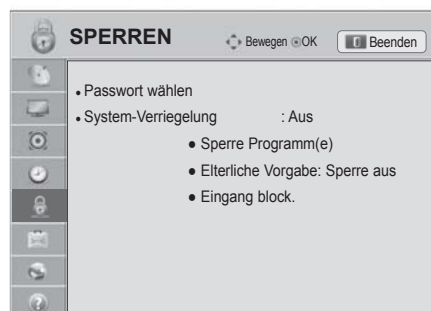 SPERREN
Bewegen OK
Beenden
• Passwort wählen
• System-Verriegelung : Aus
● Sperre Programm(e)
● Elterliche Vorgabe: Sperre aus
● Eingang block.